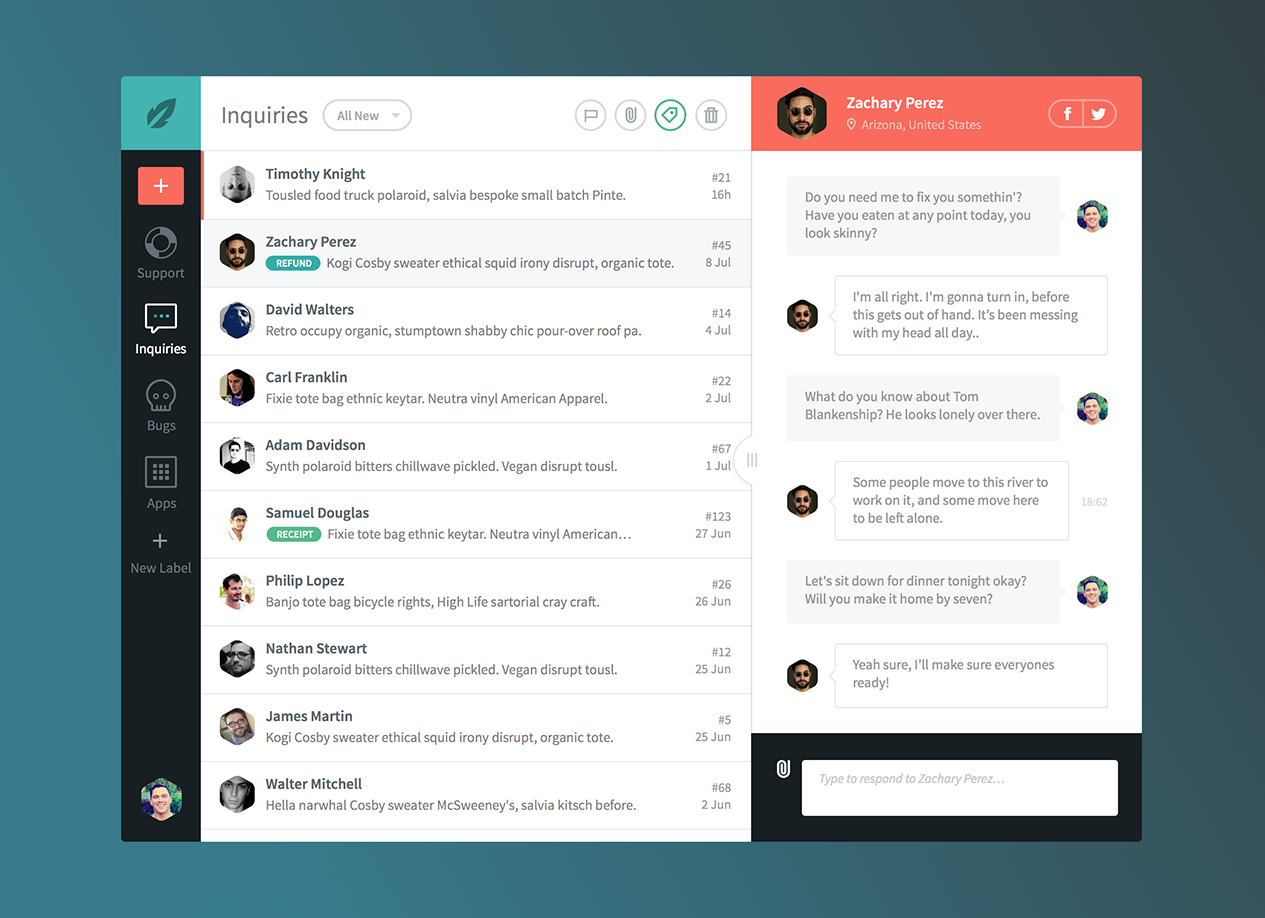 Inquiries
All New
Support
Inquiries
Bugs
Apps
New Label
Timothy Knight
#21
Tousled food truck polaroid, salvia bespoke small batch Pinte.
16h
Zachary Perez
#45
REFUND Kogi Cosby sweater ethical squid irony disrupt, organic tote.
8 Jul
David Walters
#14
Retro occupy organic, stumptown shabby chic pour-over roof pa.
4 Jul
Carl Franklin
#22
Fixie tote bag ethnic keytar. Neutra vinyl American Apparel.
2 Jul
Adam Davidson
#67
Synth polaroid bitters chillwave pickled. Vegan disrupt tousl.
1 Jul
Samuel Douglas
#123
RECEIPT Fixie tote bag ethnic keytar. Neutra vinyl American…
27 Jun
Philip Lopez
#26
Banjo tote bag bicycle rights, High Life sartorial cray craft.
26 Jun
Nathan Stewart
#12
Synth polaroid bitters chillwave pickled. Vegan disrupt tousl.
25 Jun
James Martin
#5
Kogi Cosby sweater ethical squid irony disrupt, organic tote.
25 Jun
Walter Mitchell
#68
Hella narwhal Cosby sweater McSweeney's, salvia kitsch before.
2 Jun
Zachary Perez
Arizona, United States
Do you need me to fix you somethin'?
Have you eaten at any point today, you
look skinny?
I'm all right. I'm gonna turn in, before
this gets out of hand. It’s been messing
with my head all day..
What do you know about Tom
Blankenship? He looks lonely over there.
Some people move to this river to
work on it, and some move here
to be left alone.
18:62
Let's sit down for dinner tonight okay?
Will you make it home by seven?
Yeah sure, I’ll make sure everyones
ready!
Type to respond to Zachary Perez…